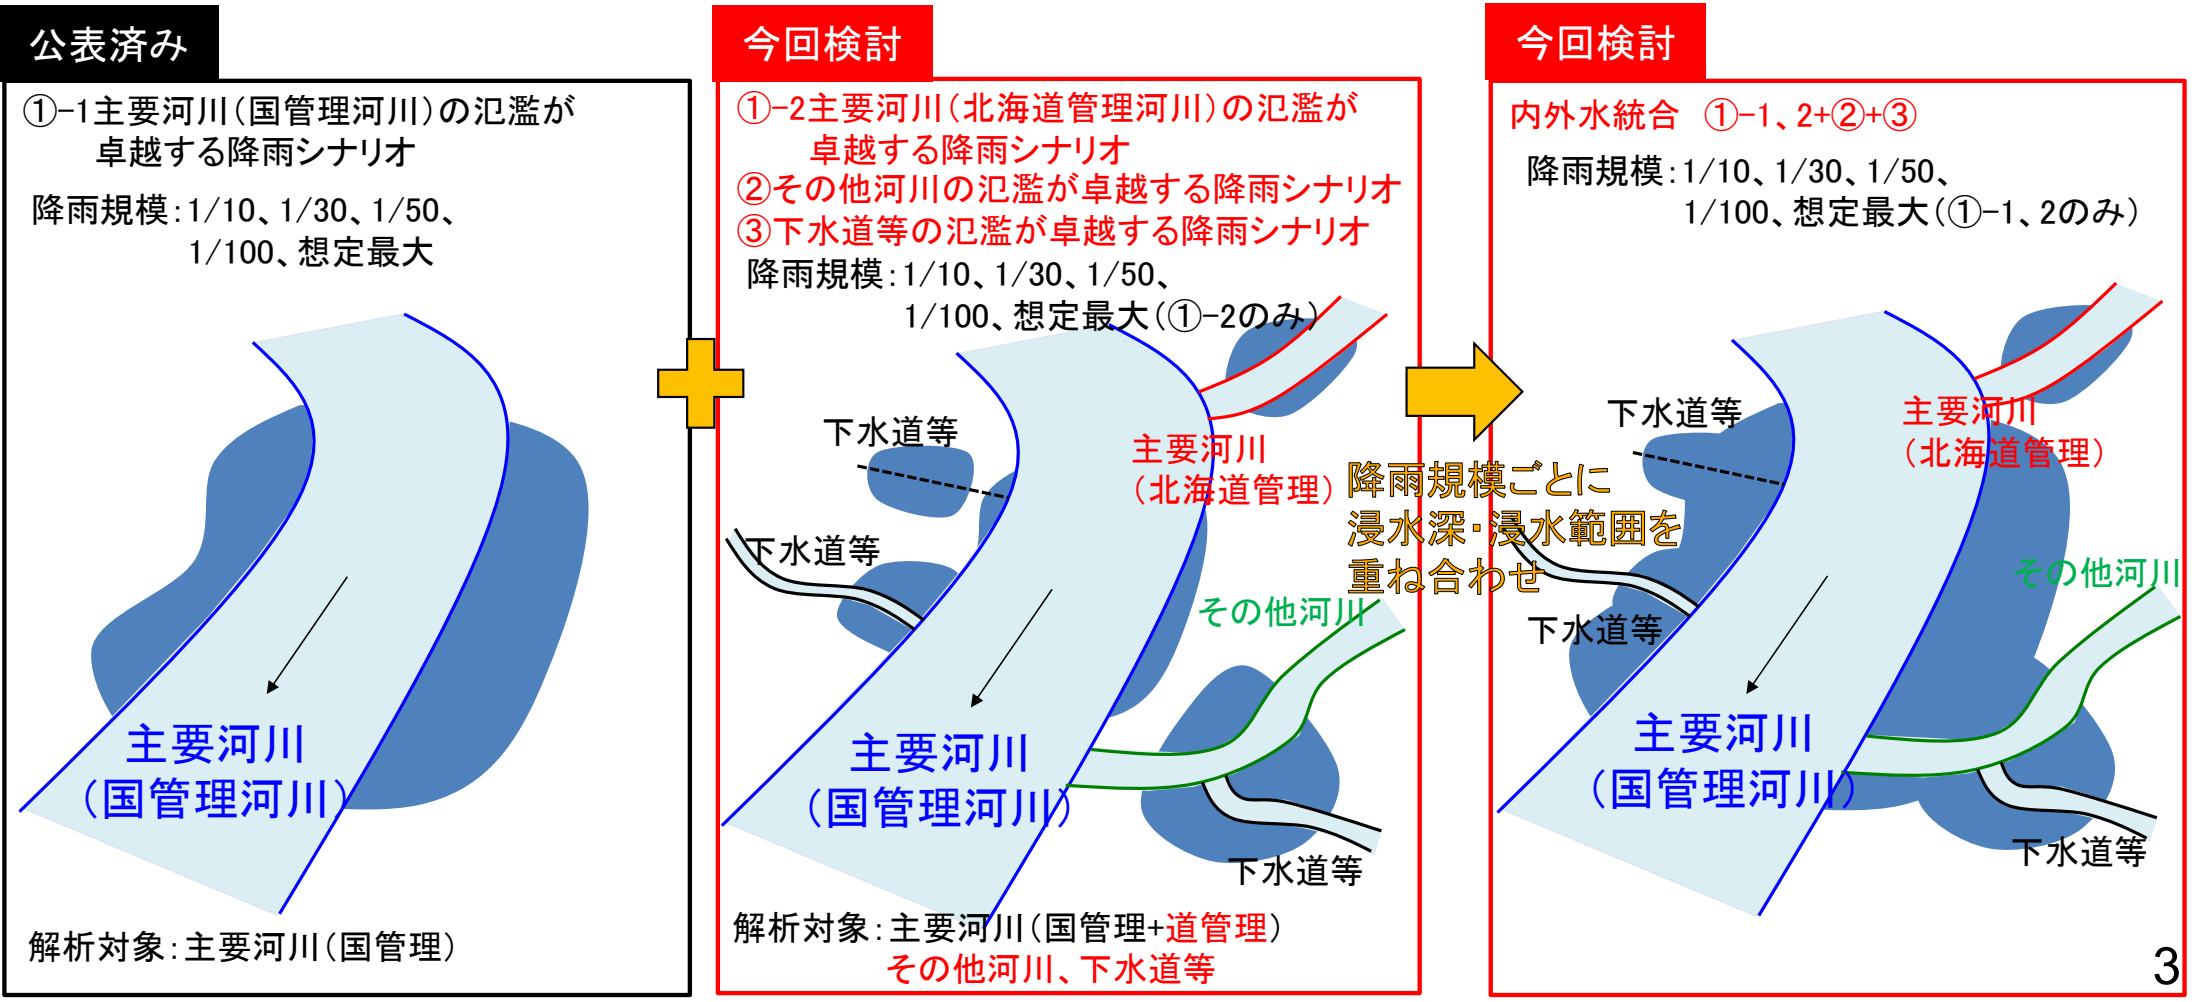 公表済み
①-1主要河川(国管理河川)の氾濫が
卓越する降雨シナリオ
降雨規模:1/10、1/30、1/50、
1/100、想定最大
主要河川
(国管理河川)
解析対象:主要河川(国管理)
今回検討
①-2主要河川(北海道管理河川)の氾濫が
卓越する降雨シナリオ
②その他河川の氾濫が卓越する降雨シナリオ
③下水道等の氾濫が卓越する降雨シナリオ
降雨規模:1/10、1/30、1/50、
1/100、想定最大(①-2のみ)
下水道等
主要河川
(北海道管理)
下水道等
その他河川
主要河川
(国管理河川)
下水道等
解析対象:主要河川(国管理+道管理)
その他河川、下水道等
降雨規模ごとに
浸水深・浸水範囲を
重ね合わせ
今回検討
内外水統合 ①-1、2+②+③
降雨規模:1/10、1/30、1/50、
1/100、想定最大(①-1、2のみ)
下水道等
主要河川
(北海道管理)
その他河川
下水道等
主要河川
(国管理河川)
下水道等
3